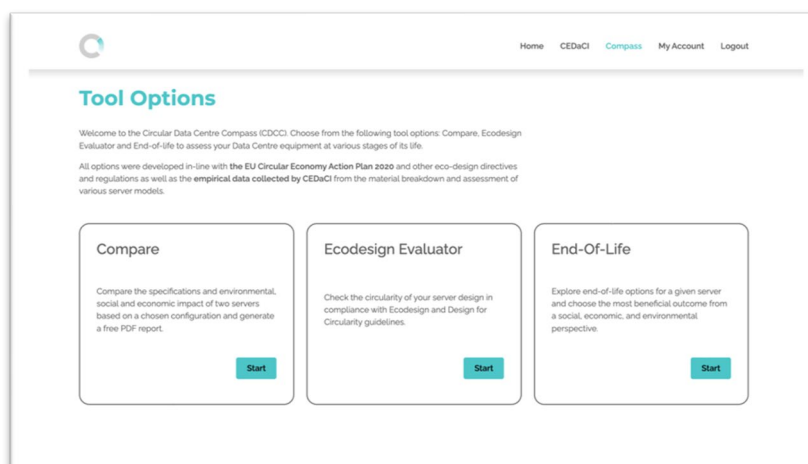 Home CEDaCI Compass My Account Logout
Tool Options
Welcome to the Circular Data Centre Compass (CDCC). Choose from the following tool options: Compare, Ecodesign
Evaluator and End-of-life to assess your Data Centre equipment at various stages of its life.
All options were developed in-line with the EU Circular Economy Action Plan 2020 and other eco-design directives
and regulations as well as the empirical data collected by CEDaCI from the material breakdown and assessment of
various server models.
Compare
Compare the specifications and environmental,
social and economic impact of two servers
based on a chosen configuration and generate
a free PDF report.
Start
Ecodesign Evaluator
Check the circularity of your server design in
compliance with Ecodesign and Design for
Circularity guidelines.
Start
End-Of-Life
Explore end-of-life options for a given server
and choose the most beneficial outcome from
a social, economic, and environmental
perspective.
Start